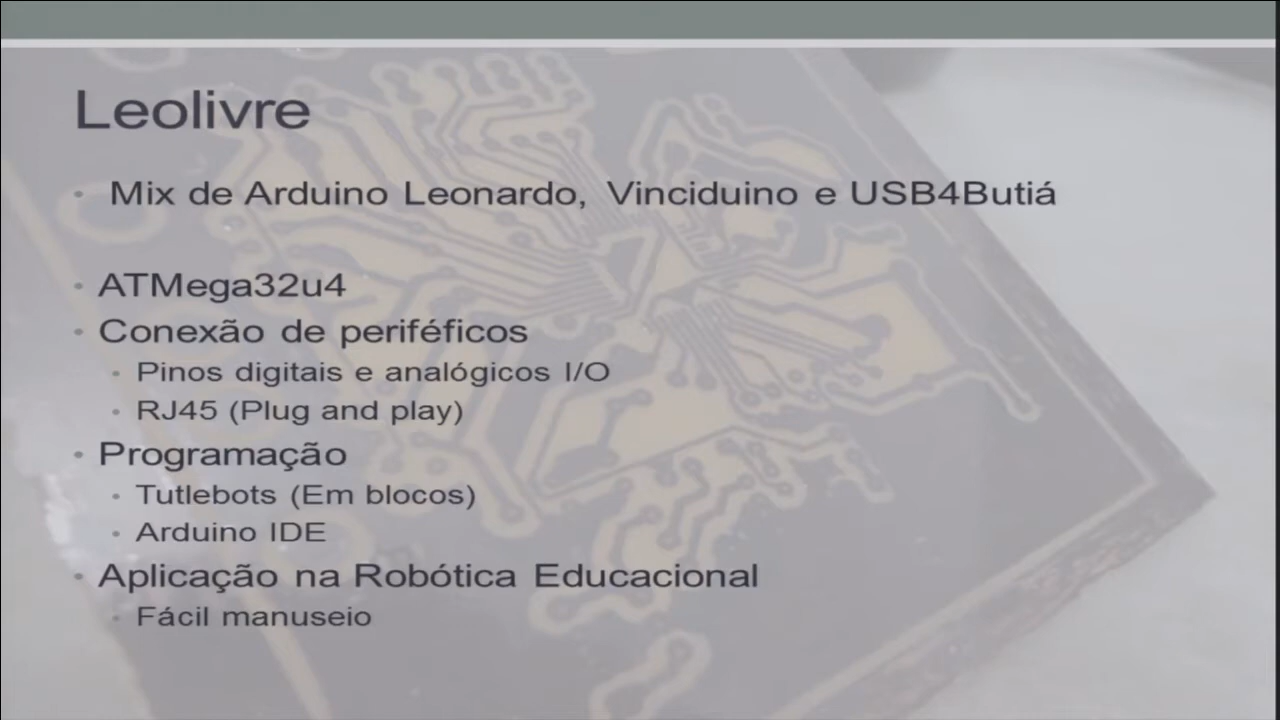 Leolivre
• Mix de Arduino Leonardo, Vinciduino e USB4Butiá
• ATMega32u4
• Conexão de periféficos
• Pinos digitais e analógicos I/O
• RJ45 (Plug and play)
• Programação
• Tutlebots (Em blocos)
• Arduino IDE
• Aplicação na Robótica Educacional
• Fácil manuseio